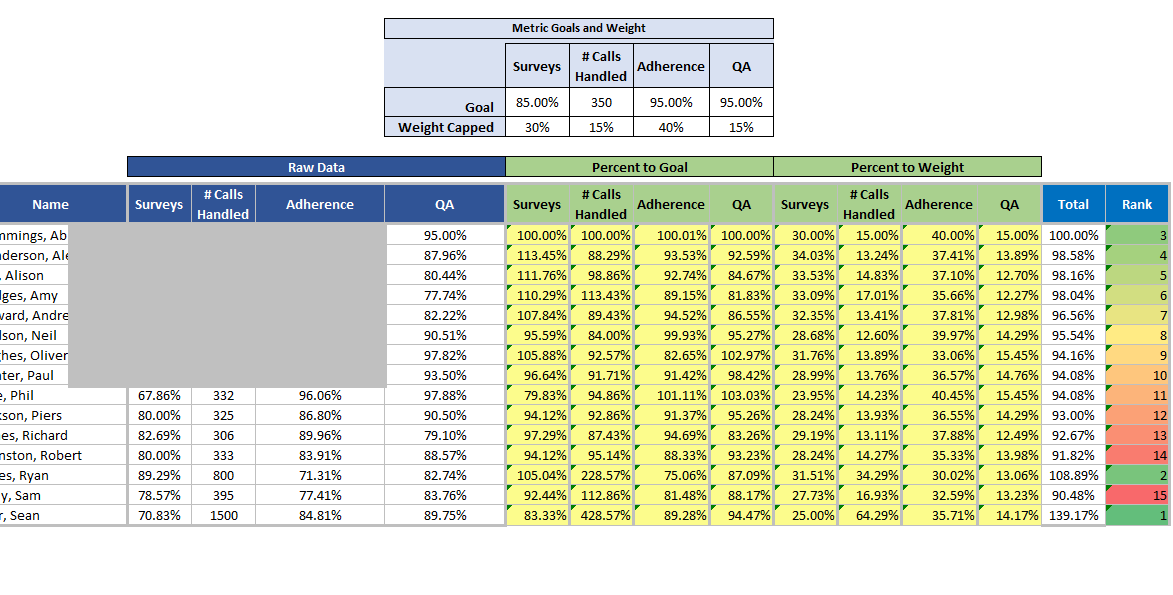 Metric Goals and Weight
Surveys # Calls Handled Adherence QA
Goal 85.00% 350 95.00% 95.00%
Weight Capped 30% 15% 40% 15%
Raw Data Percent to Goal Percent to Weight
Name Surveys # Calls Handled Adherence QA Surveys # Calls Handled Adherence QA Surveys # Calls Handled Adherence QA Total Rank
mmings, Ab 95.00% 100.00% 100.00% 100.01% 100.00% 30.00% 15.00% 40.00% 15.00% 100.00% 3
nderson, Ale 87.96% 113.45% 88.29% 93.53% 92.59% 34.03% 13.24% 37.41% 13.89% 98.58% 4
, Alison 80.44% 111.76% 98.86% 92.74% 84.67% 33.53% 14.83% 37.10% 12.70% 98.16% 5
dges, Amy 77.74% 110.29% 113.43% 89.15% 81.83% 33.09% 17.01% 35.66% 12.27% 98.04% 6
ward, Andre 82.22% 107.84% 89.43% 94.52% 86.55% 32.35% 13.41% 37.81% 12.98% 96.56% 7
lson, Neil 90.51% 95.59% 84.00% 99.93% 95.27% 28.68% 12.60% 39.97% 14.29% 95.54% 8
ghes, Oliver 97.82% 105.88% 92.57% 82.65% 102.97% 31.76% 13.89% 33.06% 15.45% 94.16% 9
nter, Paul 93.50% 96.64% 91.71% 91.42% 98.42% 28.99% 13.76% 36.57% 14.76% 94.08% 10
e, Phil 67.86% 332 96.06% 97.88% 79.83% 94.86% 101.11% 103.03% 23.95% 14.23% 40.45% 15.45% 94.08% 11
kson, Piers 80.00% 325 86.80% 90.50% 94.12% 92.86% 91.37% 95.26% 28.24% 13.93% 36.55% 14.29% 93.00% 12
es, Richard 82.69% 306 89.96% 79.10% 97.29% 87.43% 94.69% 83.26% 29.19% 13.11% 37.88% 12.49% 92.67% 13
nston, Robert 80.00% 333 83.91% 88.57% 94.12% 95.14% 88.33% 93.23% 28.24% 14.27% 35.33% 13.98% 91.82% 14
es, Ryan 89.29% 800 71.31% 82.74% 105.04% 228.57% 75.06% 87.09% 31.51% 34.29% 30.02% 13.06% 108.89% 2
y, Sam 78.57% 395 77.41% 83.76% 92.44% 112.86% 81.48% 88.17% 27.73% 16.93% 32.59% 13.23% 90.48% 15
r, Sean 70.83% 1500 84.81% 89.75% 83.33% 428.57% 89.28% 94.47% 25.00% 64.29% 35.71% 14.17% 139.17% 1